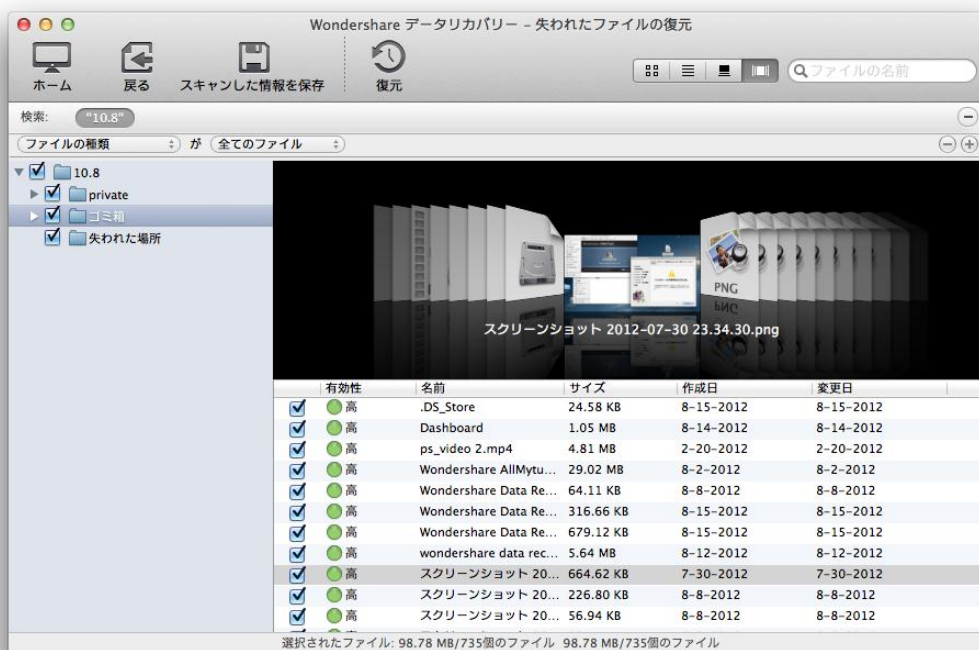 Wondershare データリカバリー – 失われたファイルの復元
ホーム 戻る スキャンした情報を保存 復元 ファイルの名前
検索: "10.8"
ファイルの種類 が 全てのファイル
10.8
private
ゴミ箱
失われた場所
PNG
スクリーンショット 2012-07-30 23.34.30.png
有効性 名前 サイズ 作成日 変更日
高 .DS_Store 24.58 KB 8-15-2012 8-15-2012
高 Dashboard 1.05 MB 8-14-2012 8-14-2012
高 ps_video 2.mp4 4.81 MB 2-20-2012 2-20-2012
高 Wondershare AllMytu... 29.02 MB 8-2-2012 8-2-2012
高 Wondershare Data Re... 64.11 KB 8-8-2012 8-8-2012
高 Wondershare Data Re... 316.66 KB 8-15-2012 8-15-2012
高 Wondershare Data Re... 679.12 KB 8-15-2012 8-15-2012
高 wondershare data rec... 5.64 MB 8-12-2012 8-12-2012
高 スクリーンショット 20... 664.62 KB 7-30-2012 7-30-2012
高 スクリーンショット 20... 226.80 KB 8-8-2012 8-8-2012
高 スクリーンショット 20... 56.94 KB 8-8-2012 8-8-2012
選択されたファイル: 98.78 MB/735個のファイル 98.78 MB/735個のファイル